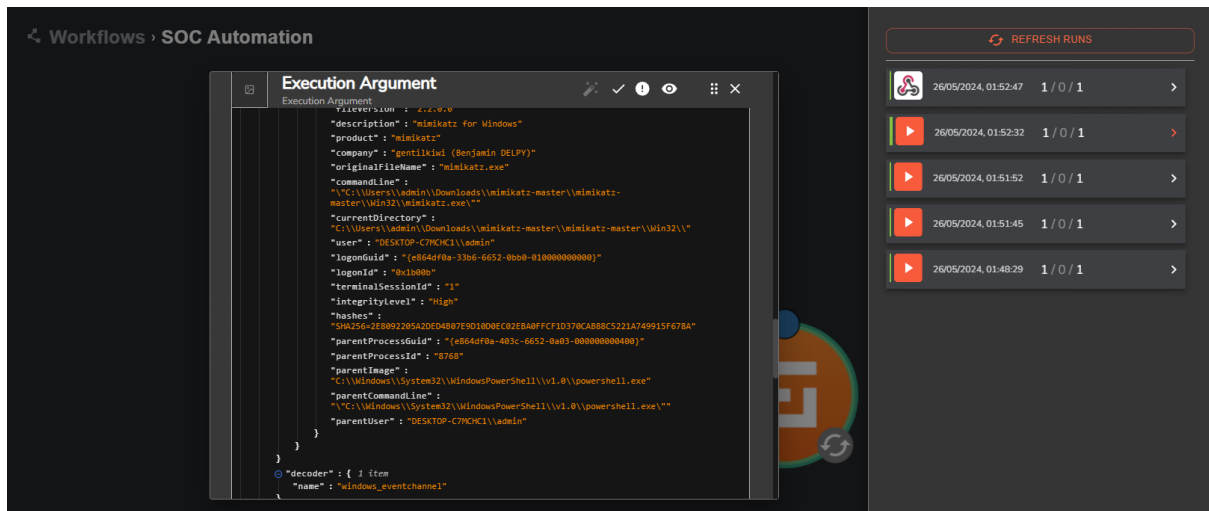 Workflows › SOC Automation
Execution Argument
Execution Argument
"fileVersion" : "2.2.0.0"
"description" : "mimikatz for Windows"
"product" : "mimikatz"
"company" : "gentilkiwi (Benjamin DELPY)"
"originalFileName" : "mimikatz.exe"
"commandLine" :
"\"C:\\Users\\admin\\Downloads\\mimikatz-master\\mimikatz-
master\\Win32\\mimikatz.exe\""
"currentDirectory" :
"C:\\Users\\admin\\Downloads\\mimikatz-master\\mimikatz-master\\Win32\\"
"user" : "DESKTOP-C7MCHC1\\admin"
"logonGuid" : "{e864df0a-33b6-6652-0bb0-010000000000}"
"logonId" : "0x1b00b"
"terminalSessionId" : "1"
"integrityLevel" : "High"
"hashes" :
"parentProcessGuid" : "{e864df0a-403c-6652-0a03-000000000400}"
"parentProcessId" : "8768"
"parentImage" :
"C:\\Windows\\System32\\WindowsPowerShell\\v1.0\\powershell.exe"
"parentCommandLine" :
"\"C:\\Windows\\System32\\WindowsPowerShell\\v1.0\\powershell.exe\""
"parentUser" : "DESKTOP-C7MCHC1\\admin"
}
}
}
"decoder" : { 1 item
"name" : "windows_eventchannel"
}
REFRESH RUNS
26/05/2024, 01:52:47 1 / 0 / 1
26/05/2024, 01:52:32 1 / 0 / 1
26/05/2024, 01:51:52 1 / 0 / 1
26/05/2024, 01:51:45 1 / 0 / 1
26/05/2024, 01:48:29 1 / 0 / 1